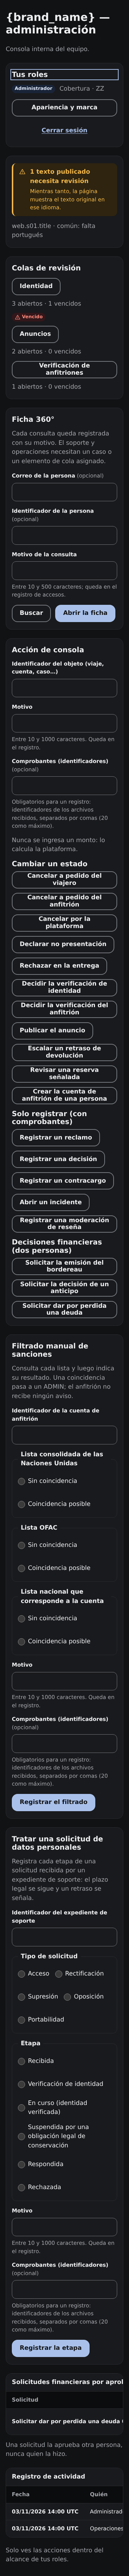 {brand_name} —
administración
Consola interna del equipo.
Tus roles
Administrador Cobertura · ZZ
Apariencia y marca
Cerrar sesión
1 texto publicado
necesita revisión
Mientras tanto, la página
muestra el texto original en
ese idioma.
web.s01.title · común: falta
portugués
Colas de revisión
Identidad
3 abiertos · 1 vencidos
Vencido
Anuncios
2 abiertos · 0 vencidos
Verificación de
anfitriones
1 abiertos · 0 vencidos
Ficha 360°
Cada consulta queda registrada
con su motivo. El soporte y
operaciones necesitan un caso o
un elemento de cola asignado.
Correo de la persona (opcional)
Identificador de la persona
(opcional)
Motivo de la consulta
Entre 10 y 500 caracteres; queda en el
registro de accesos.
Buscar
Abrir la ficha
Acción de consola
Identificador del objeto (viaje,
cuenta, caso…)
Motivo
Entre 10 y 1000 caracteres. Queda en
el registro.
Comprobantes (identificadores)
(opcional)
Obligatorios para un registro:
identificadores de los archivos
recibidos, separados por comas (20
como máximo).
Nunca se ingresa un monto: lo
calcula la plataforma.
Cambiar un estado
Cancelar a pedido del
viajero
Cancelar a pedido del
anfitrión
Cancelar por la
plataforma
Declarar no presentación
Rechazar en la entrega
Decidir la verificación de
identidad
Decidir la verificación del
anfitrión
Publicar el anuncio
Escalar un retraso de
devolución
Revisar una reserva
señalada
Crear la cuenta de
anfitrión de una persona
Solo registrar (con
comprobantes)
Registrar un reclamo
Registrar una decisión
Registrar un contracargo
Abrir un incidente
Registrar una moderación
de reseña
Decisiones financieras
(dos personas)
Solicitar la emisión del
bordereau
Solicitar la decisión de un
anticipo
Solicitar dar por perdida
una deuda
Filtrado manual de
sanciones
Consulta cada lista y luego indica
su resultado. Una coincidencia
pasa a un ADMIN; el anfitrión no
recibe ningún aviso.
Identificador de la cuenta de
anfitrión
Lista consolidada de las
Naciones Unidas
Sin coincidencia
Coincidencia posible
Lista OFAC
Sin coincidencia
Coincidencia posible
Lista nacional que
corresponde a la cuenta
Sin coincidencia
Coincidencia posible
Motivo
Entre 10 y 1000 caracteres. Queda en
el registro.
Comprobantes (identificadores)
(opcional)
Obligatorios para un registro:
identificadores de los archivos
recibidos, separados por comas (20
como máximo).
Registrar el filtrado
Tratar una solicitud de
datos personales
Registra cada etapa de una
solicitud recibida por un
expediente de soporte: el plazo
legal se sigue y un retraso se
señala.
Identificador del expediente de
soporte
Tipo de solicitud
Acceso Rectificación
Supresión Oposición
Portabilidad
Etapa
Recibida
Verificación de identidad
En curso (identidad
verificada)
Suspendida por una
obligación legal de
conservación
Respondida
Rechazada
Motivo
Entre 10 y 1000 caracteres. Queda en
el registro.
Comprobantes (identificadores)
(opcional)
Obligatorios para un registro:
identificadores de los archivos
recibidos, separados por comas (20
como máximo).
Registrar la etapa
Solicitudes financieras por
Solicitud
Solicitar dar por perdida una deuda
Una solicitud la aprueba otra persona,
nunca quien la hizo.
Registro de actividad
Fecha Quién
03/11/2026 14:00 UTC Administrad
03/11/2026 14:00 UTC Operaciones
Solo ves las acciones dentro del
alcance de tus roles.